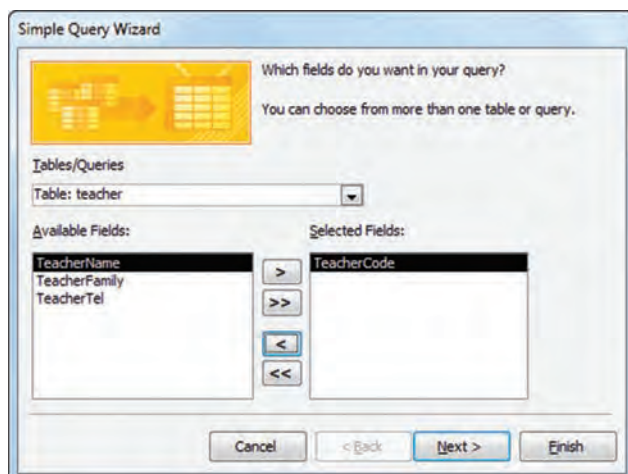 Simple Query Wizard
Which fields do you want in your query?
You can choose from more than one table or query.
Tables/Queries
Table: teacher
Available Fields:
Selected Fields:
TeacherName
TeacherFamily
TeacherTel
>
>>
<
<<
TeacherCode
Cancel
< Back
Next >
Finish